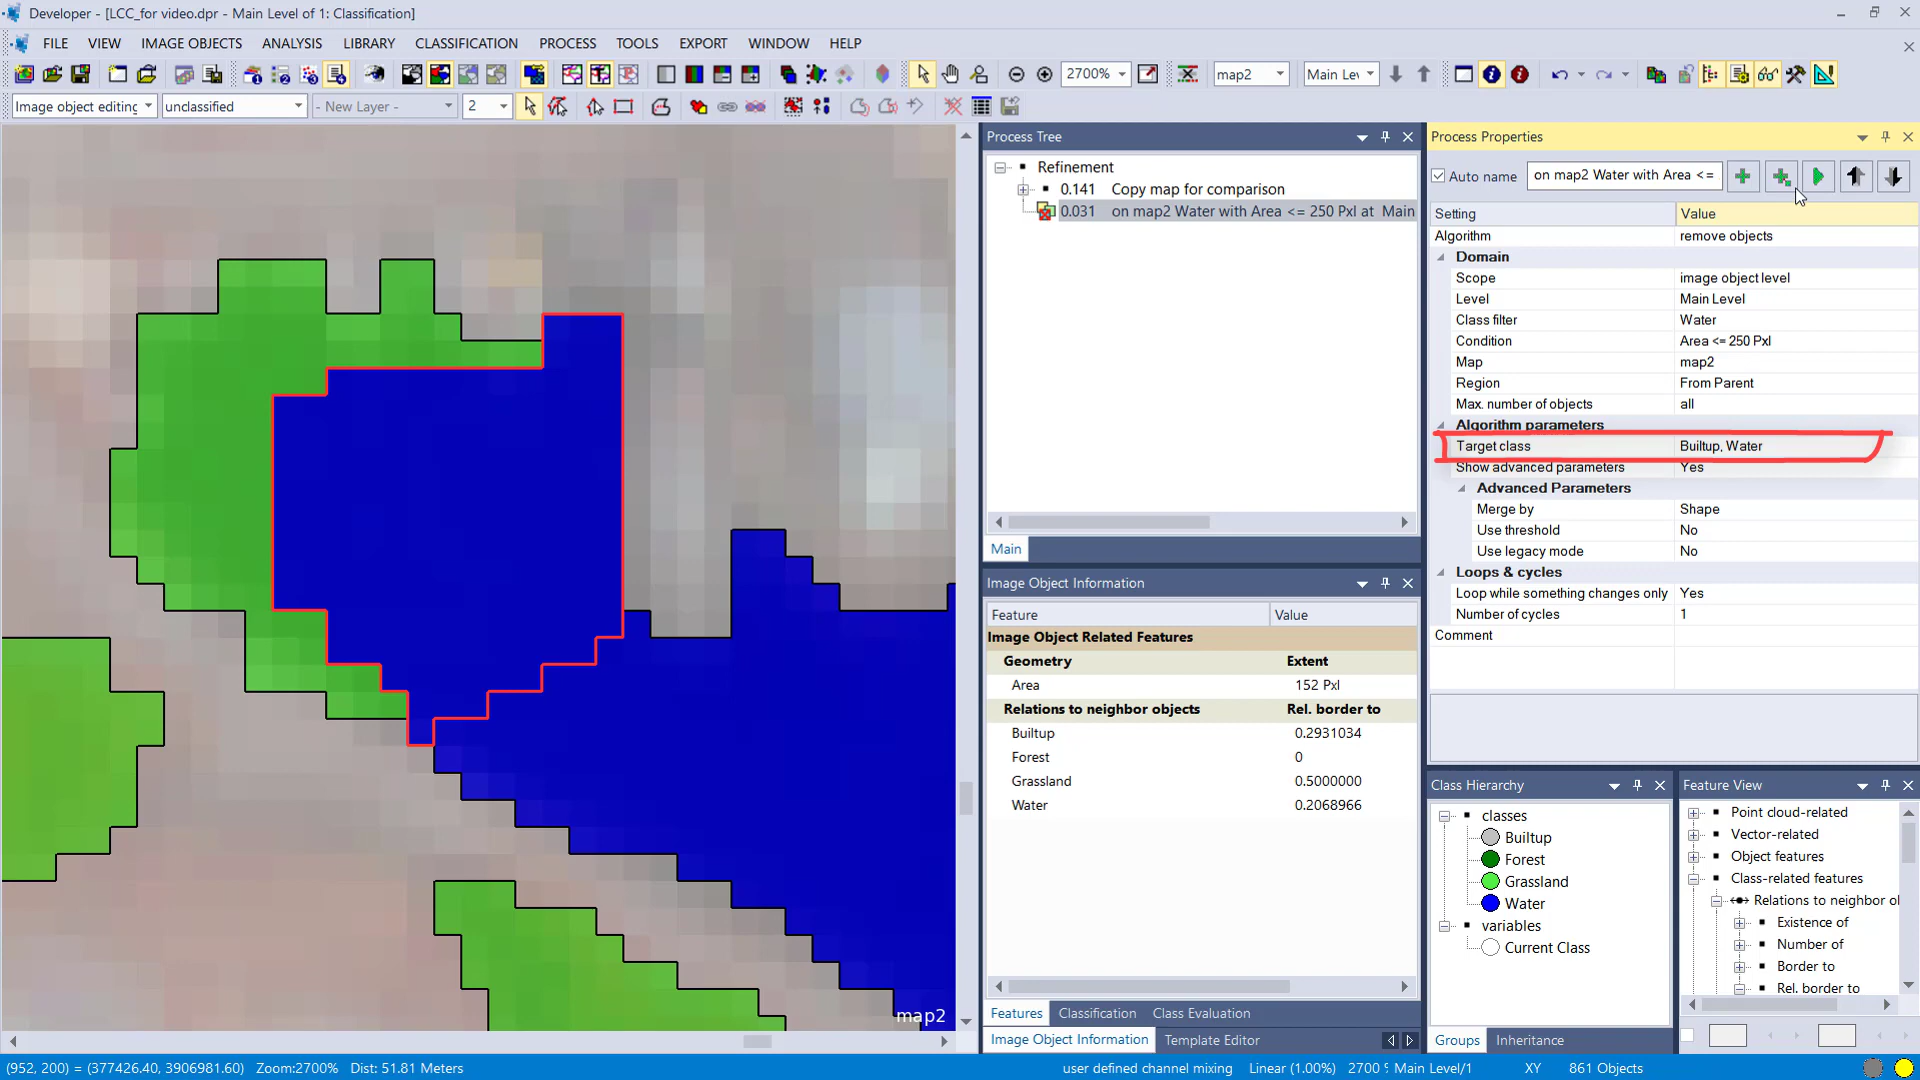 Developer - [LCC_for video.dpr - Main Level of 1: Classification]
FILE VIEW IMAGE OBJECTS ANALYSIS LIBRARY CLASSIFICATION PROCESS TOOLS EXPORT WINDOW HELP
2700% map2 Main Le
Image object editing unclassified - New Layer - 2
map2
Process Tree
Refinement
0.141 Copy map for comparison
0.031 on map2 Water with Area <= 250 Pxl at Main
Main
Image Object Information
Feature Value
Image Object Related Features
Geometry Extent
Area 152 Pxl
Relations to neighbor objects Rel. border to
Builtup 0.2931034
Forest 0
Grassland 0.5000000
Water 0.2068966
Features Classification Class Evaluation
Image Object Information Template Editor
Process Properties
Auto name on map2 Water with Area <=
Setting Value
Algorithm remove objects
Domain
Scope image object level
Level Main Level
Class filter Water
Condition Area <= 250 Pxl
Map map2
Region From Parent
Max. number of objects all
Algorithm parameters
Target class Builtup, Water
Show advanced parameters Yes
Advanced Parameters
Merge by Shape
Use threshold No
Use legacy mode No
Loops & cycles
Loop while something changes only Yes
Number of cycles 1
Comment
Class Hierarchy
classes
Builtup
Forest
Grassland
Water
variables
Current Class
Groups Inheritance
Feature View
Point cloud-related
Vector-related
Object features
Class-related features
Relations to neighbor ol
Existence of
Number of
Border to
Rel. border to
(952, 200) = (377426.40, 3906981.60) Zoom:2700% Dist: 51.81 Meters user defined channel mixing Linear (1.00%) 2700 % Main Level/1 XY 861 Objects